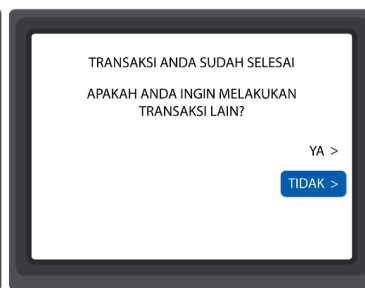 TRANSAKSI ANDA SUDAH SELESAI
APAKAH ANDA INGIN MELAKUKAN
TRANSAKSI LAIN?
YA >
TIDAK >